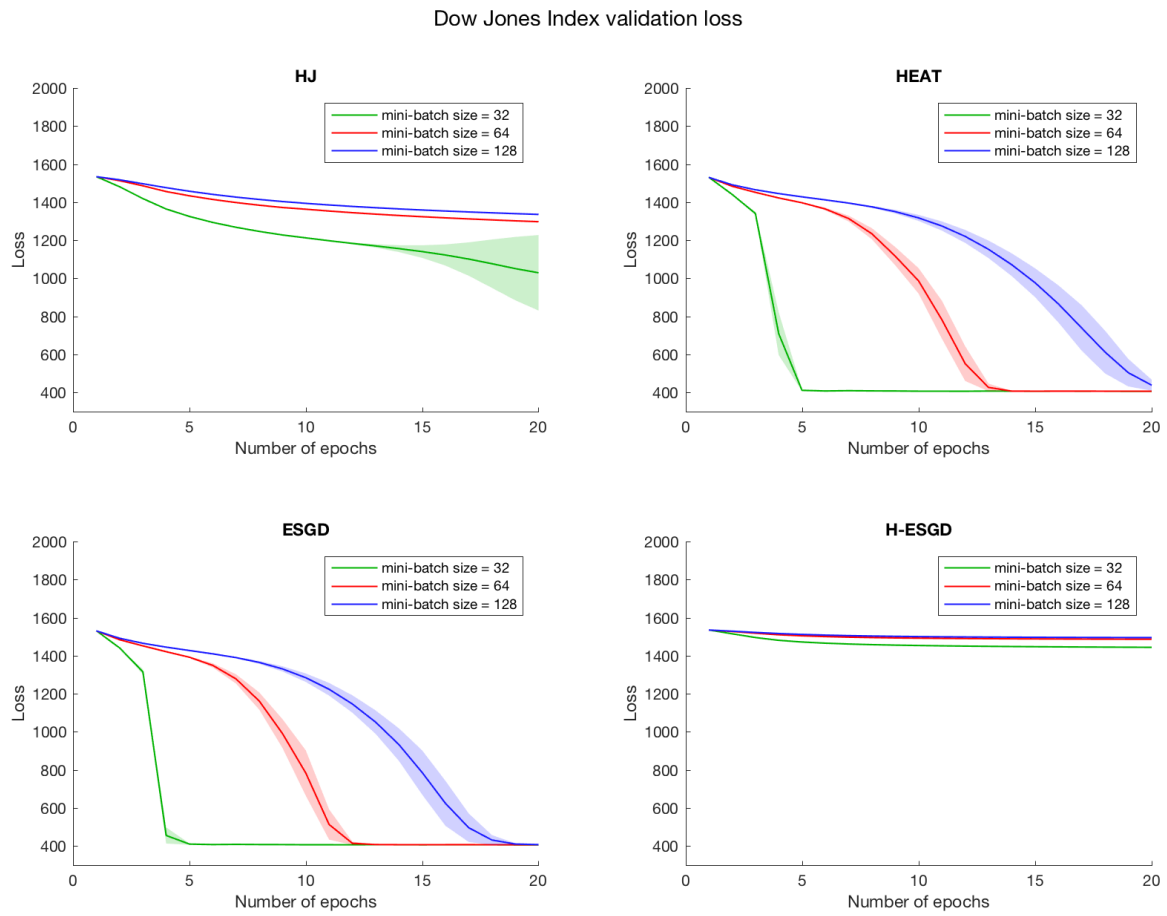 Dow Jones Index validation loss
HJ
2000
1800
1600
1400
1200
1000
800
600
400
Loss
0
5
10
15
20
Number of epochs
mini-batch size = 32
mini-batch size = 64
mini-batch size = 128
HEAT
2000
1800
1600
1400
1200
1000
800
600
400
Loss
0
5
10
15
20
Number of epochs
mini-batch size = 32
mini-batch size = 64
mini-batch size = 128
ESGD
2000
1800
1600
1400
1200
1000
800
600
400
Loss
0
5
10
15
20
Number of epochs
mini-batch size = 32
mini-batch size = 64
mini-batch size = 128
H-ESGD
2000
1800
1600
1400
1200
1000
800
600
400
Loss
0
5
10
15
20
Number of epochs
mini-batch size = 32
mini-batch size = 64
mini-batch size = 128